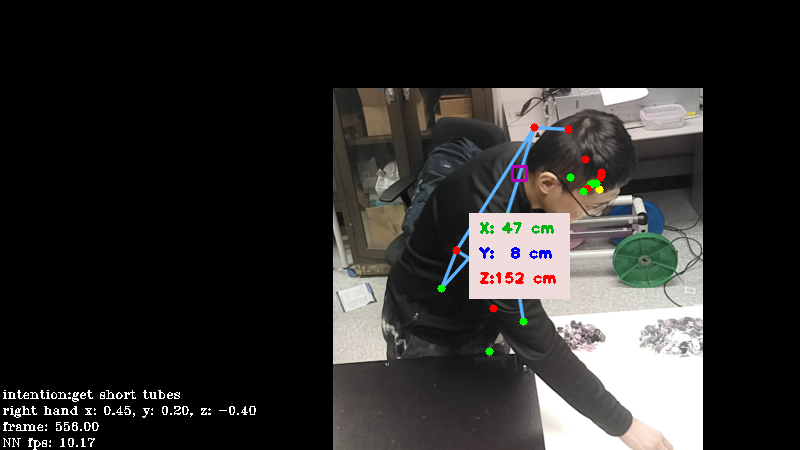 X: 47 cm
Y: 8 cm
Z:152 cm
intention:get short tubes
right hand x: 0.45, y: 0.20, z: -0.40
frame: 556.00
NN fps: 10.17